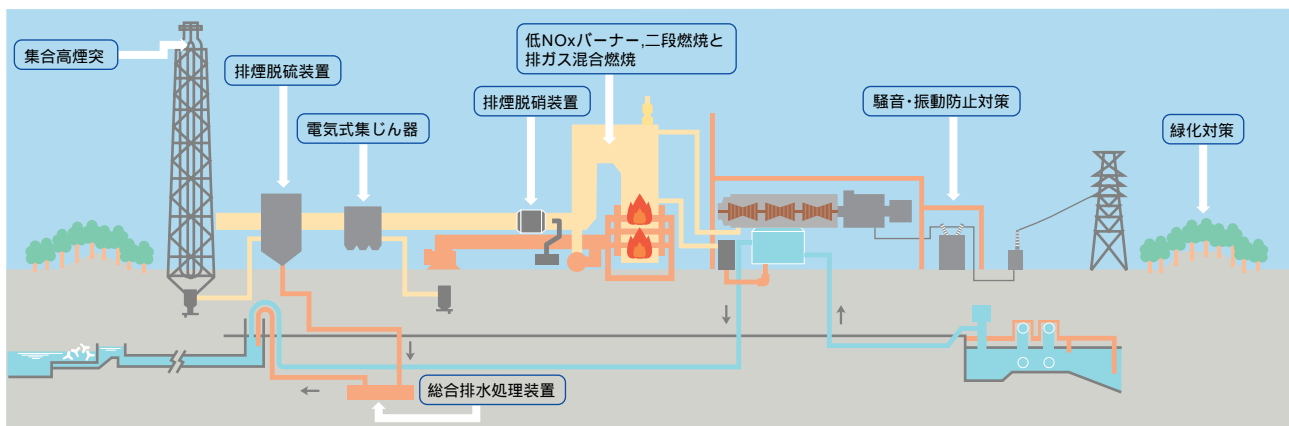 集合高煙突
排煙脱硫装置
電気式集じん器
排煙脱硝装置
低NOxバーナー,二段燃焼と
排ガス混合燃焼
騒音・振動防止対策
緑化対策
総合排水処理装置